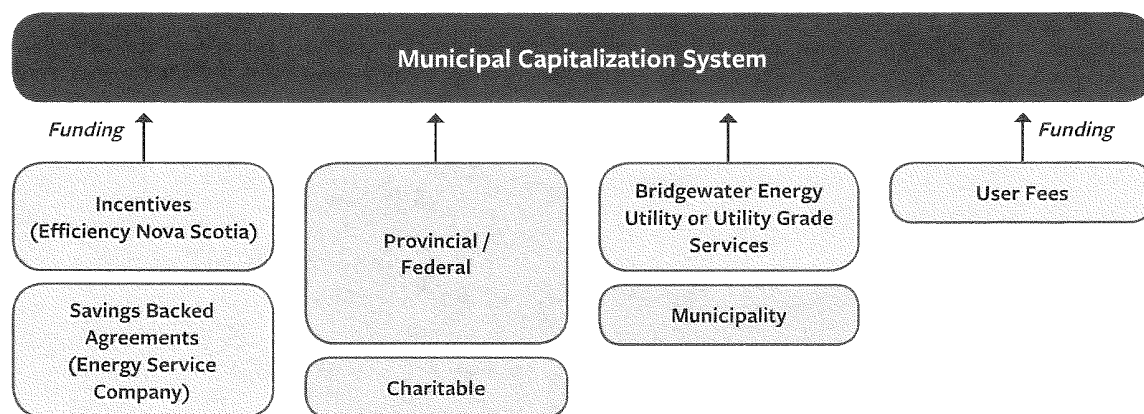 Municipal Capitalization System
Funding
Funding
Incentives
(Efficiency Nova Scotia)
Savings Backed
Agreements
(Energy Service
Company)
Provincial /
Federal
Charitable
Bridgewater Energy
Utility or Utility Grade
Services
Municipality
User Fees